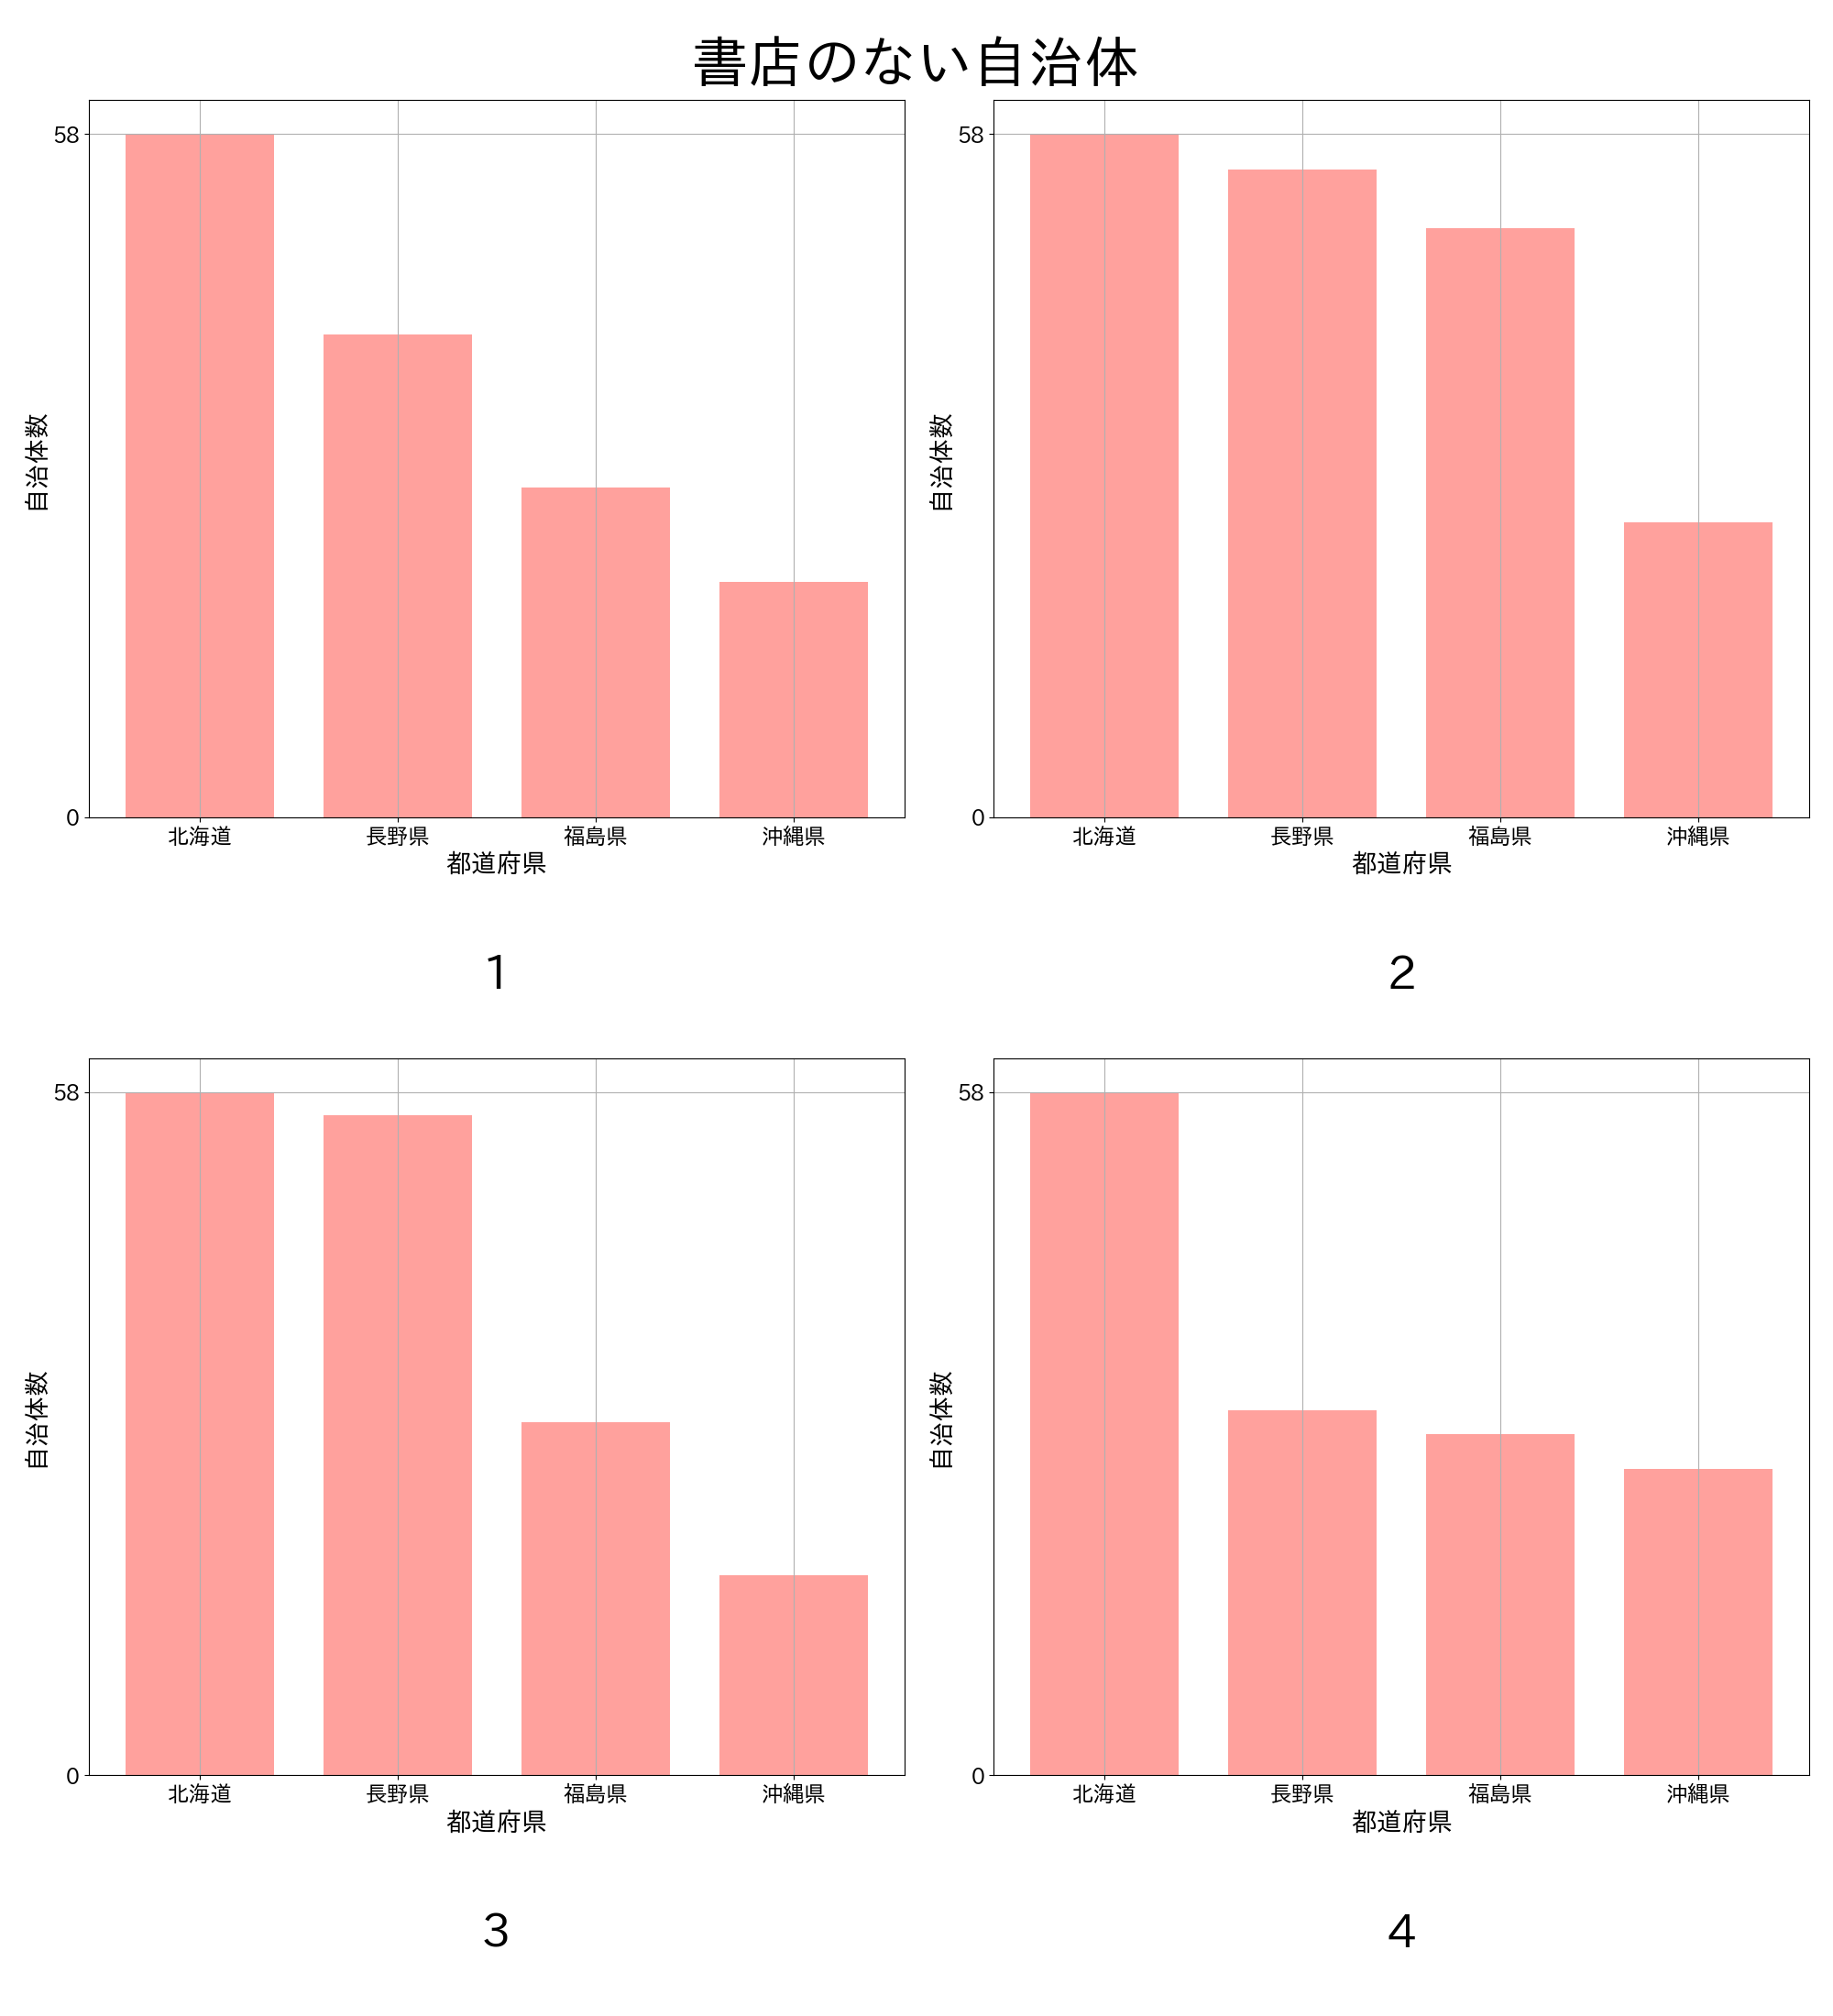 書店のない自治体
58
0
自治体数
北海道 長野県 福島県 沖縄県
都道府県
1
58
0
自治体数
北海道 長野県 福島県 沖縄県
都道府県
2
58
0
自治体数
北海道 長野県 福島県 沖縄県
都道府県
3
58
0
自治体数
北海道 長野県 福島県 沖縄県
都道府県
4